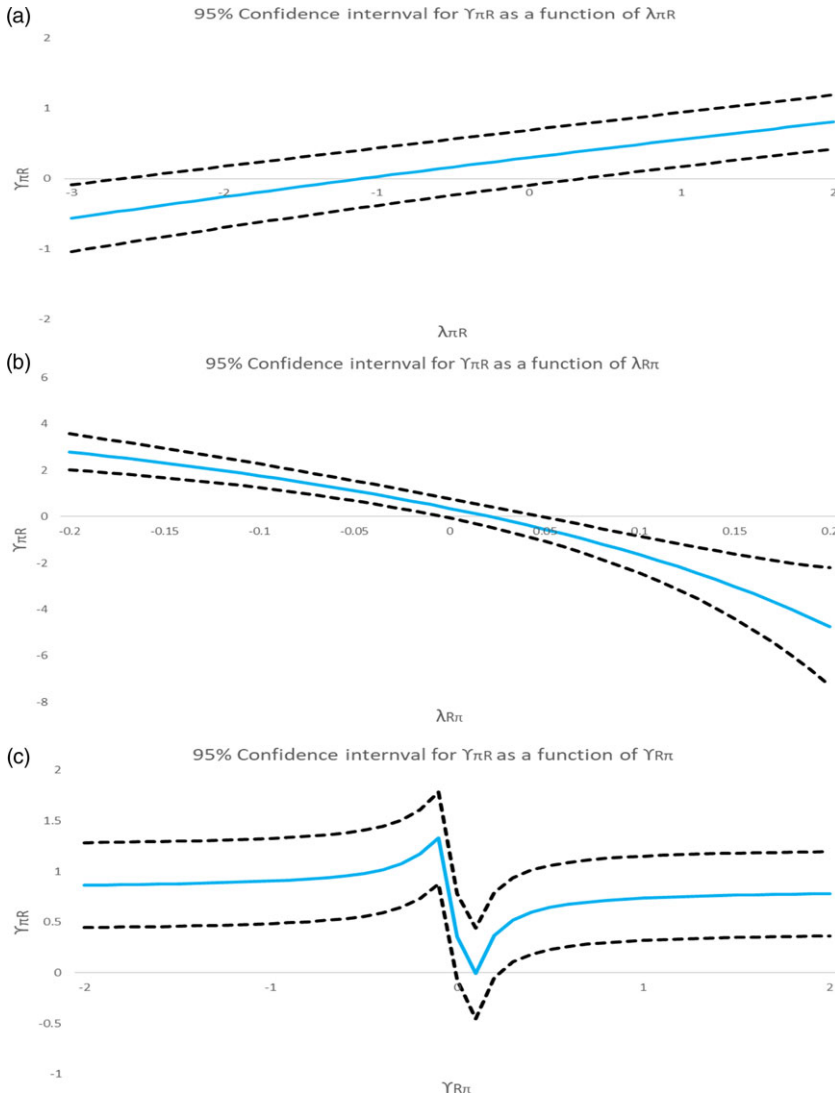 (a)
95% Confidence internval for ϒπR as a function of λπR
2
1
0
-3 -2 -1 0 1 2
-1
-2
ϒπR
λπR
(b)
95% Confidence internval for ϒπR as a function of λRπ
6
4
2
0
-0.2 -0.15 -0.1 -0.05 0 0.05 0.1 0.15 0.2
-2
-4
-6
-8
ϒπR
λRπ
(c)
95% Confidence internval for ϒπR as a function of ϒRπ
2
1.5
1
0.5
0
-2 -1 0 1 2
-0.5
-1
ϒπR
ϒRπ